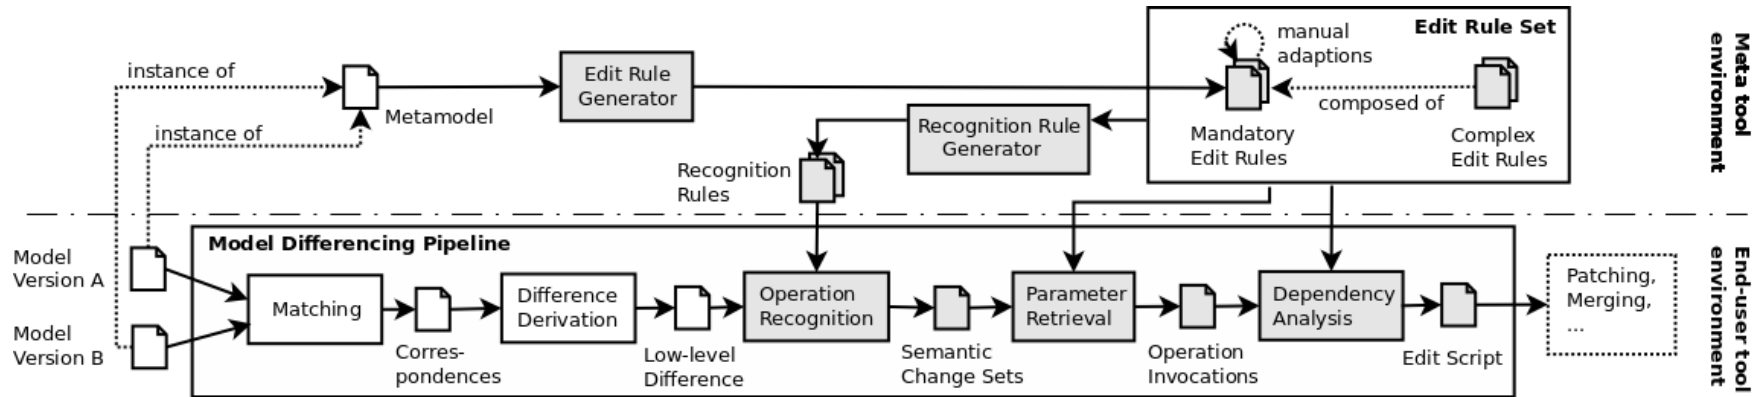 Edit Rule Set
manual
adaptions
instance of
Edit Rule
Generator
Metamodel
composed of
instance of
Recognition Rule
Generator
Mandatory
Edit Rules
Complex
Edit Rules
Recognition
Rules
Meta tool
environment
Model Differencing Pipeline
Model
Version A
Matching
Difference
Derivation
Operation
Recognition
Parameter
Retrieval
Dependency
Analysis
Patching,
Merging,
...
Model
Version B
Corres-
pondences
Low-level
Difference
Semantic
Change Sets
Operation
Invocations
Edit Script
End-user tool
environment